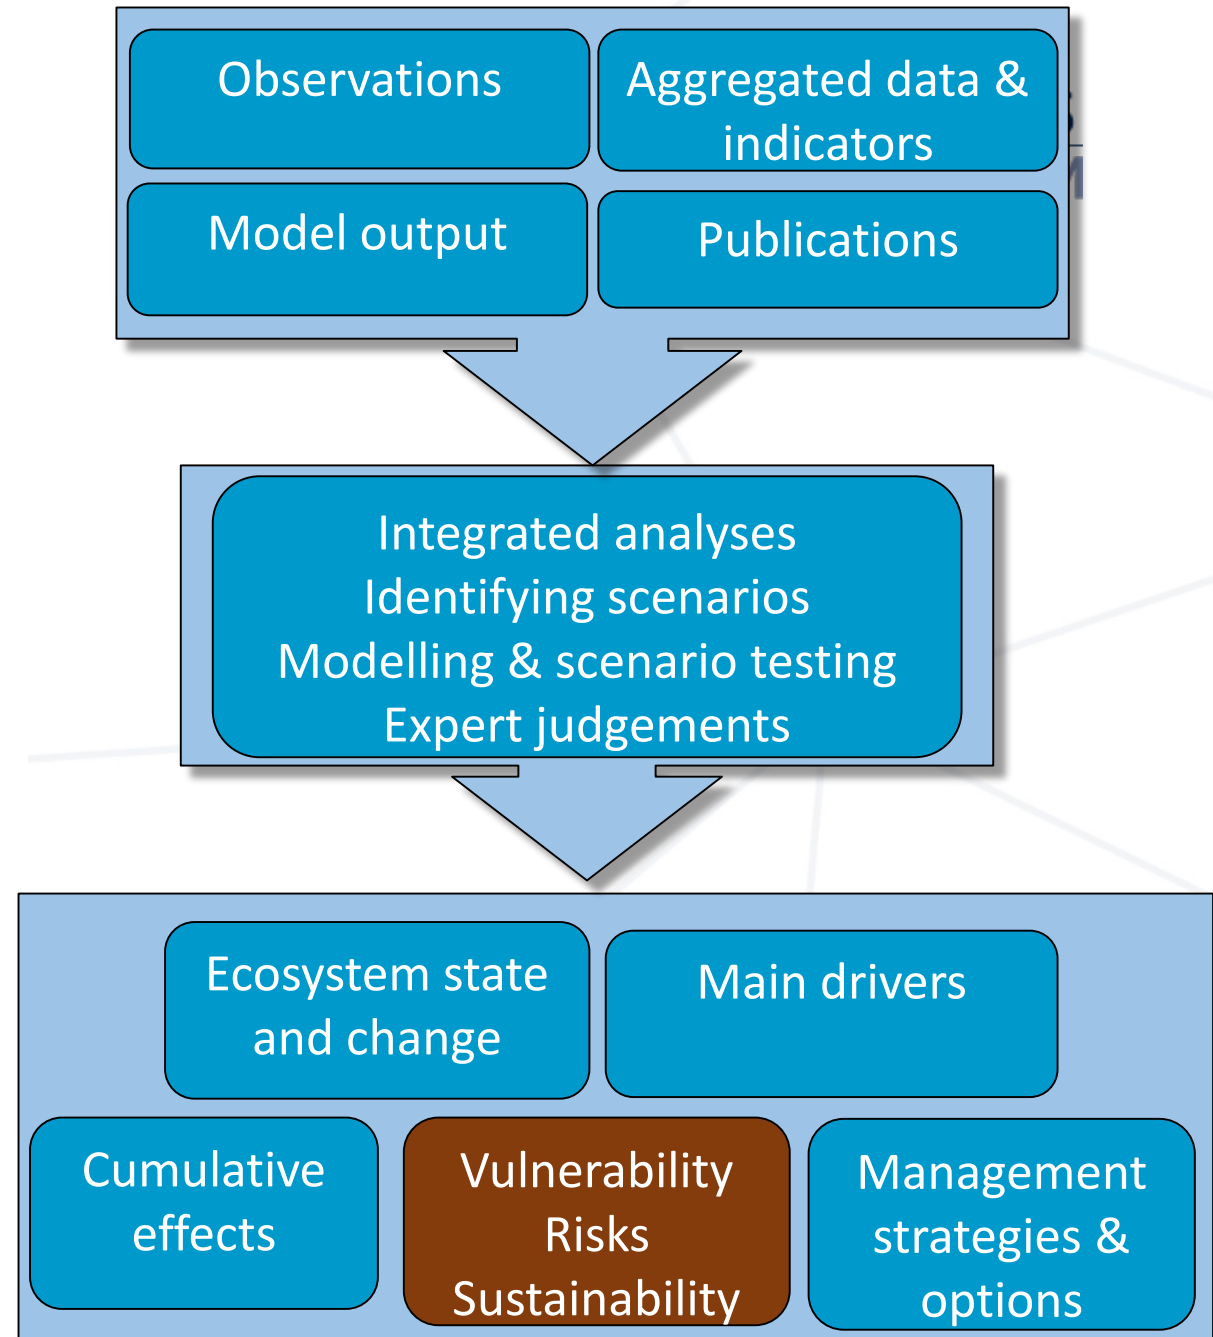 Observations
Aggregated data &
indicators
Model output
Publications
Integrated analyses
Identifying scenarios
Modelling & scenario testing
Expert judgements
Ecosystem state
and change
Main drivers
Cumulative
effects
Vulnerability
Risks
Sustainability
Management
strategies &
options